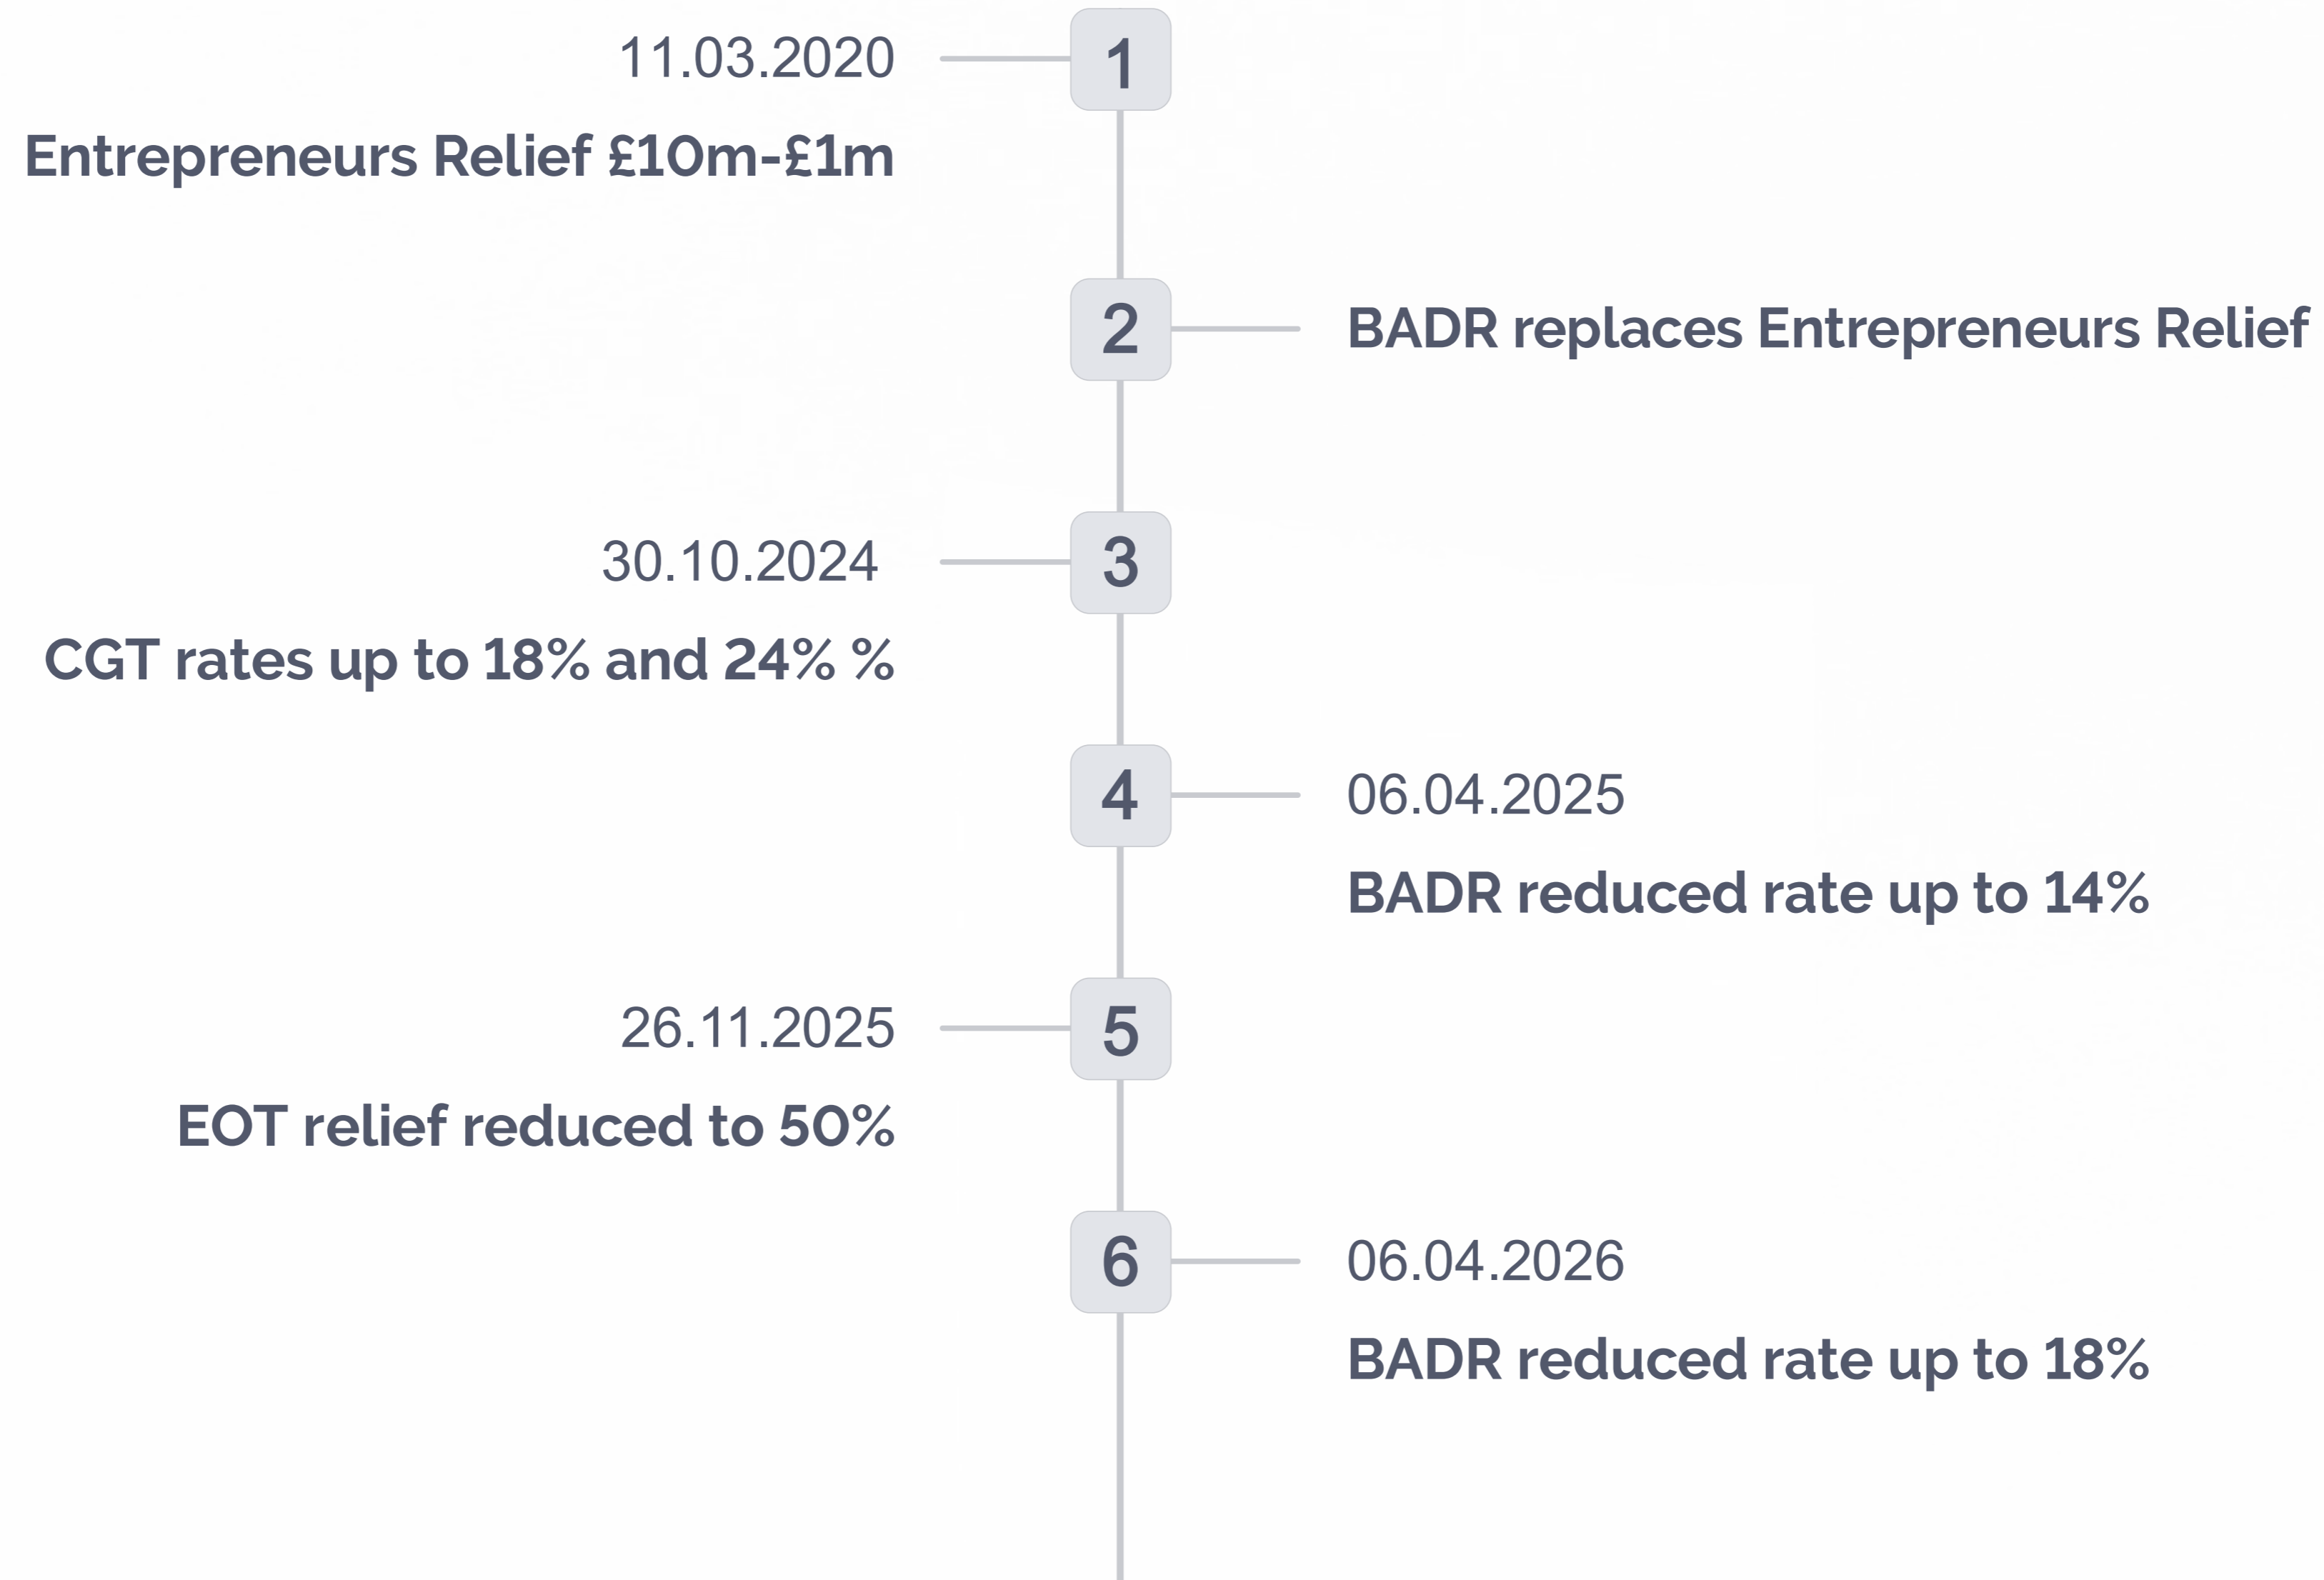 11.03.2020
1
Entrepreneurs Relief £10m-£1m
2
BADR replaces Entrepreneurs Relief
30.10.2024
3
CGT rates up to 18% and 24% %
4
06.04.2025
BADR reduced rate up to 14%
26.11.2025
5
EOT relief reduced to 50%
6
06.04.2026
BADR reduced rate up to 18%